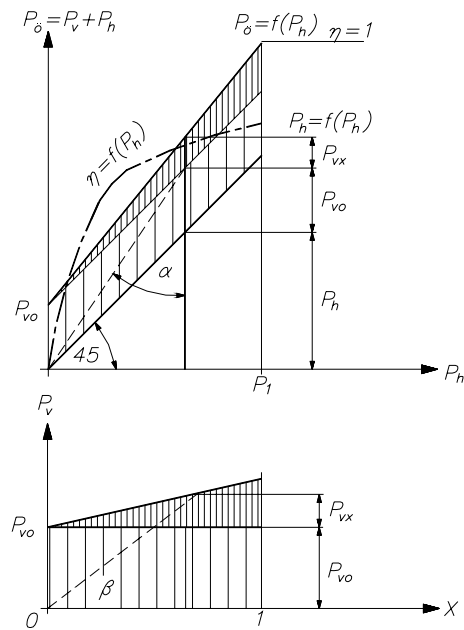 Pö=Pv+Ph
Pö=f(Ph)
η=1
Ph=f(Ph)
η=f(Ph)
Pvx
Pvo
α
Pvo
Ph
45
P1
Ph
Pv
Pvx
Pvo
Pvo
β
0
1
X